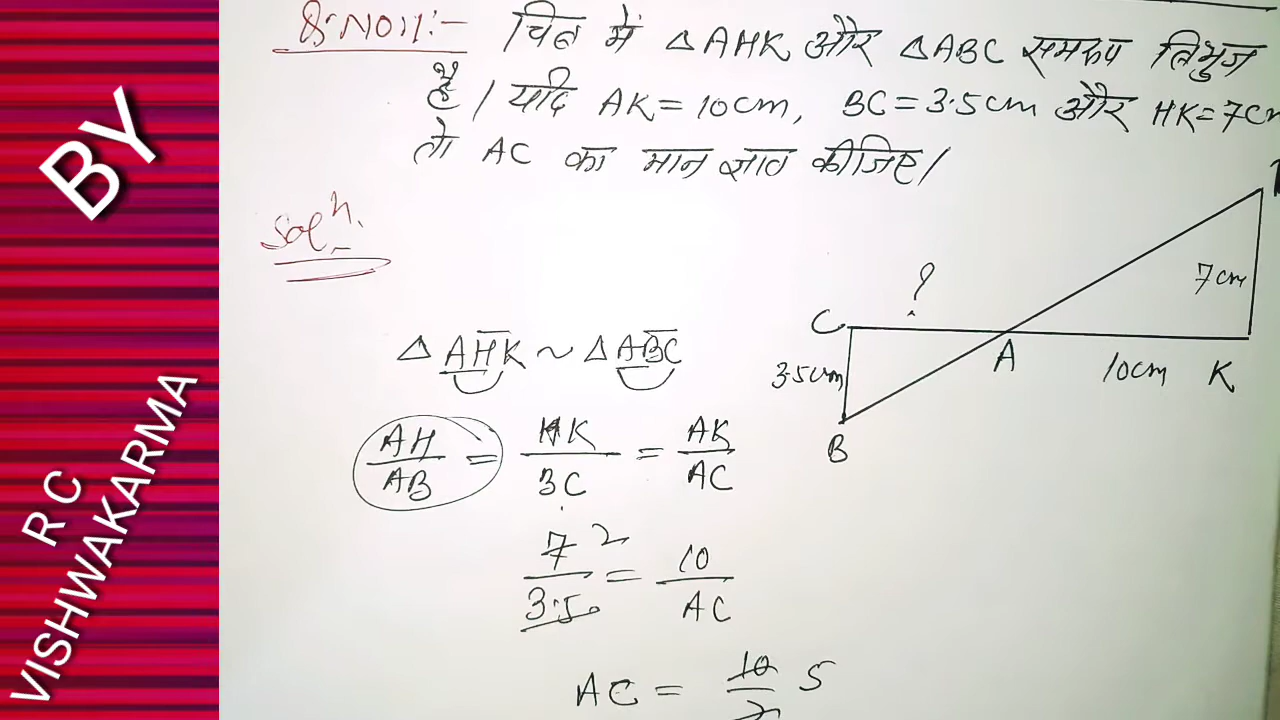 BY
R C
VISHWAKARMA
Q.NO11:-
चित्र में △AHK और △ABC समरूप त्रिभुज
है। यदि AK=10cm, BC=3.5cm और HK=7cm
तो AC का मान ज्ञात कीजिए।
Solⁿ.
△AHK ~ △ABC
AH/AB = HK/BC = AK/AC
7/3.5 2 = 10/AC
AC = 10/2 5
?
C
A
B
K
3.5cm
10cm
7cm